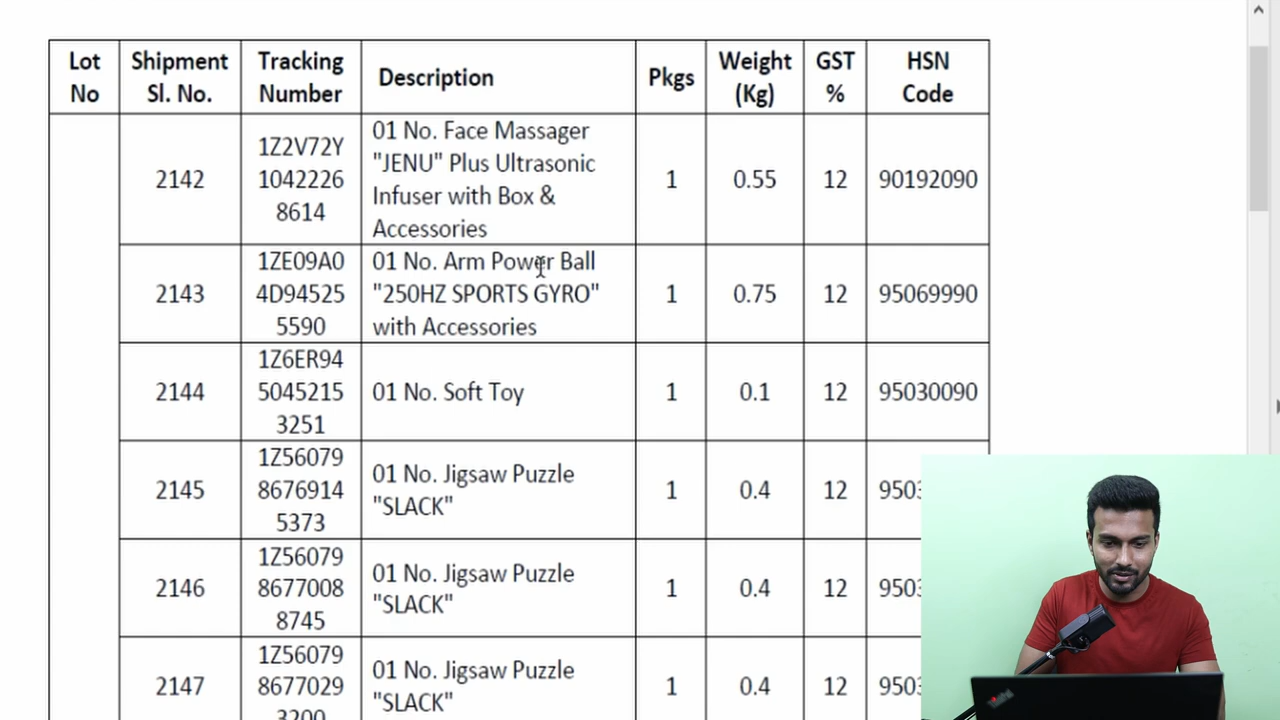 Lot No
Shipment Sl. No.
Tracking Number
Description
Pkgs
Weight (Kg)
GST %
HSN Code
2142
1Z2V72Y
1042226
8614
01 No. Face Massager
"JENU" Plus Ultrasonic
Infuser with Box &
Accessories
1
0.55
12
90192090
2143
1ZE09A0
4D94525
5590
01 No. Arm Power Ball
"250HZ SPORTS GYRO"
with Accessories
1
0.75
12
95069990
2144
1Z6ER94
5045215
3251
01 No. Soft Toy
1
0.1
12
95030090
2145
1Z56079
8676914
5373
01 No. Jigsaw Puzzle
"SLACK"
1
0.4
12
950
2146
1Z56079
8677008
8745
01 No. Jigsaw Puzzle
"SLACK"
1
0.4
12
950
2147
1Z56079
8677029
3200
01 No. Jigsaw Puzzle
"SLACK"
1
0.4
12
950